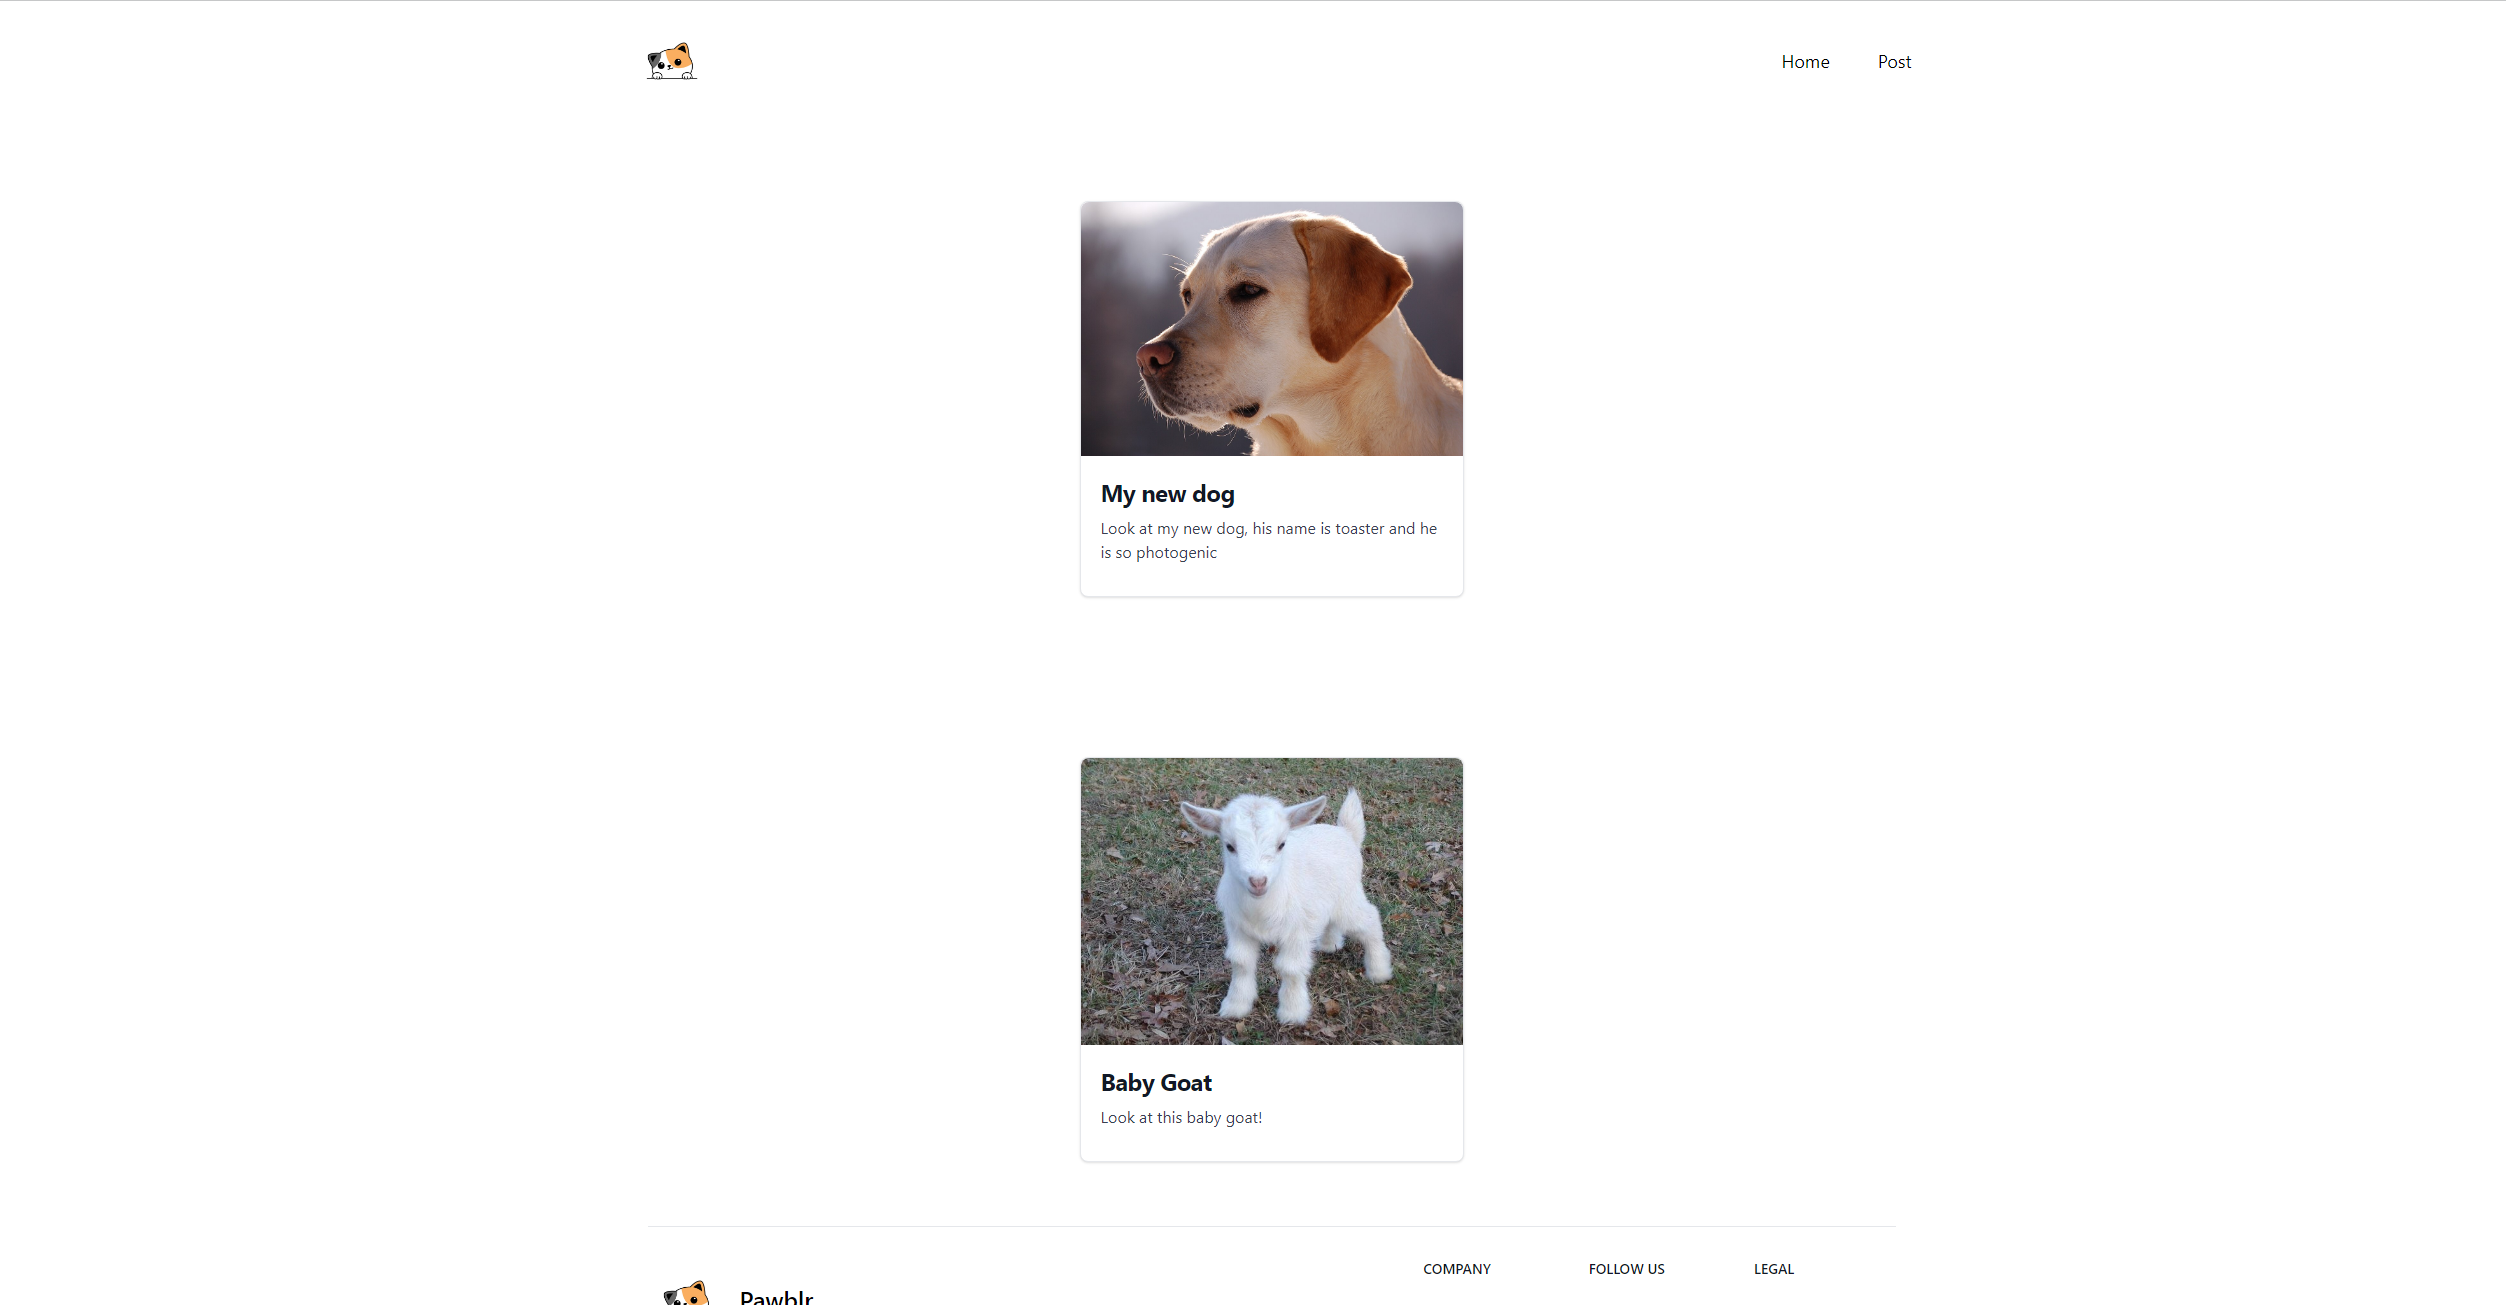 Home Post
My new dog
Look at my new dog, his name is toaster and he
is so photogenic
Baby Goat
Look at this baby goat!
COMPANY FOLLOW US LEGAL
Pawblr